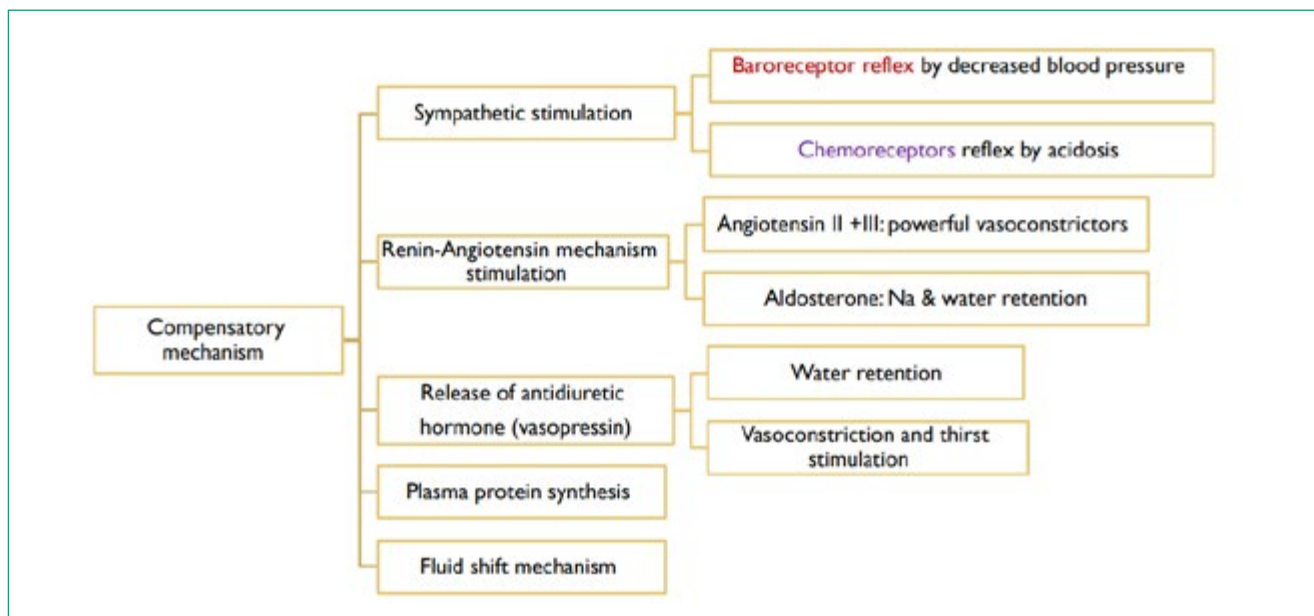 Compensatory
mechanism
Sympathetic stimulation
Baroreceptor reflex by decreased blood pressure
Chemoreceptors reflex by acidosis
Renin-Angiotensin mechanism
stimulation
Angiotensin II +III: powerful vasoconstrictors
Aldosterone: Na & water retention
Release of antidiuretic
hormone (vasopressin)
Water retention
Vasoconstriction and thirst
stimulation
Plasma protein synthesis
Fluid shift mechanism